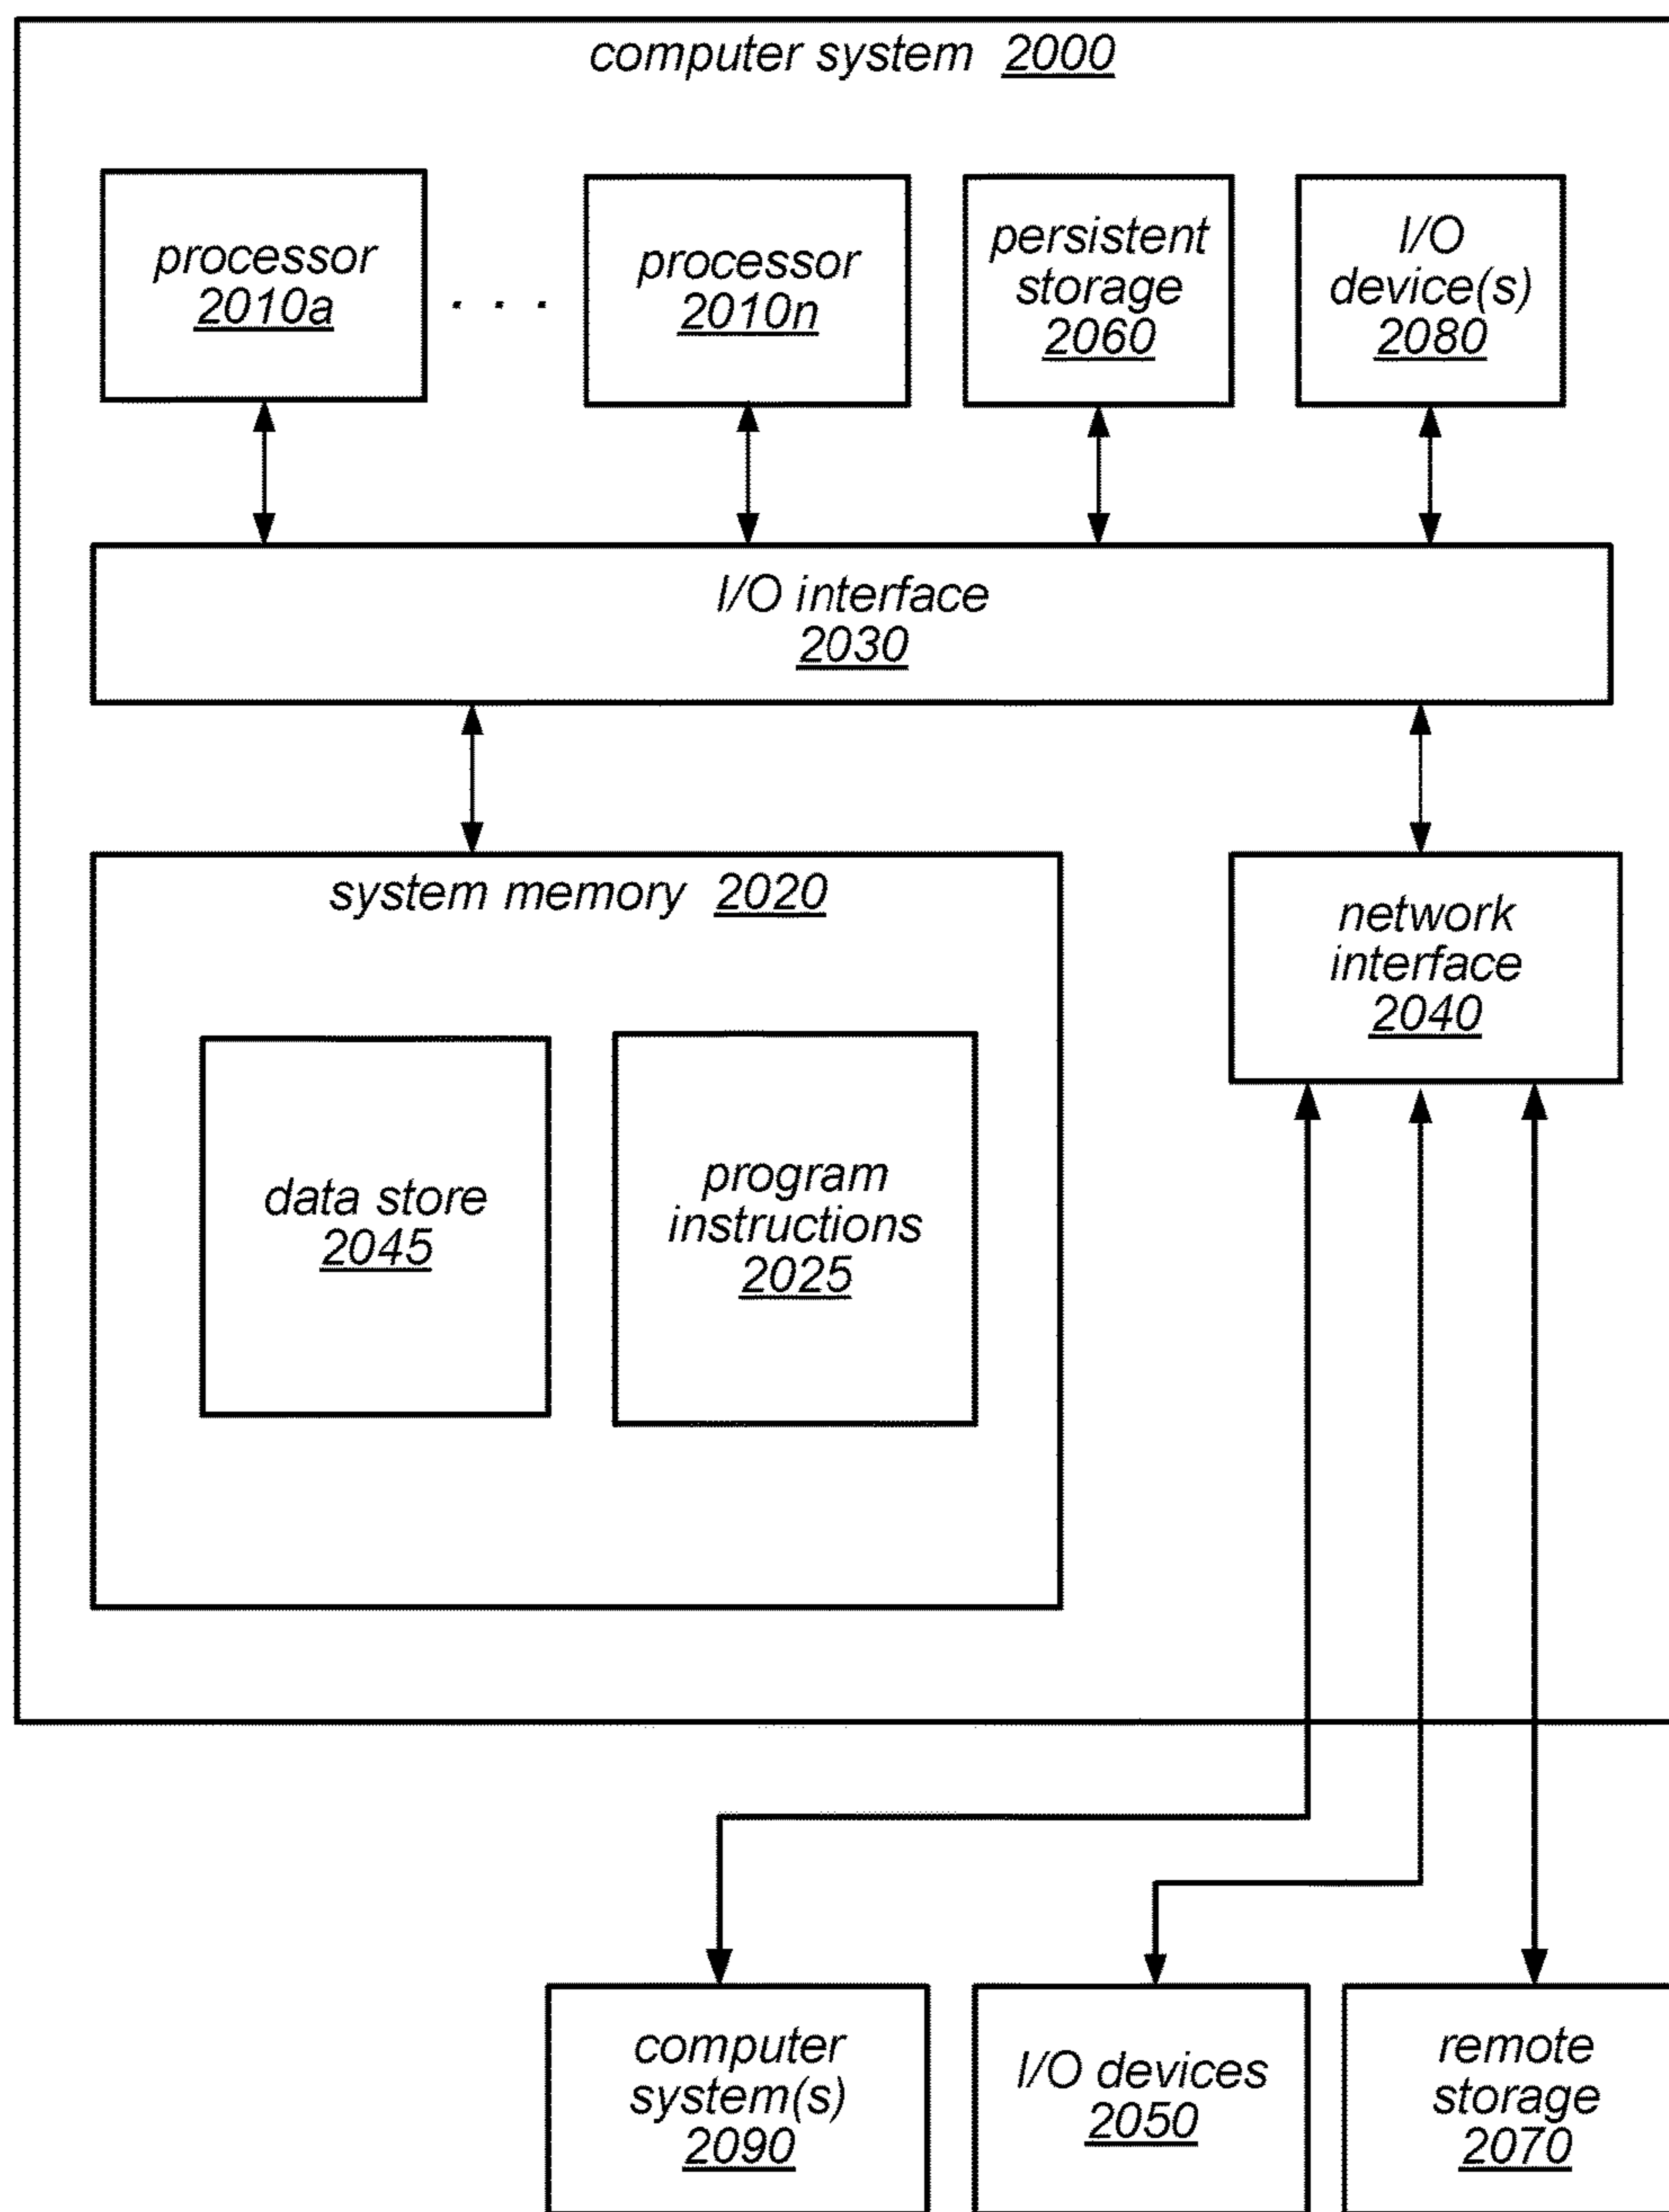 computer system 2000
processor
2010a
. . .
processor
2010n
persistent
storage
2060
I/O
device(s)
2080
I/O interface
2030
system memory 2020
network
interface
2040
data store
2045
program
instructions
2025
computer
system(s)
2090
I/O devices
2050
remote
storage
2070